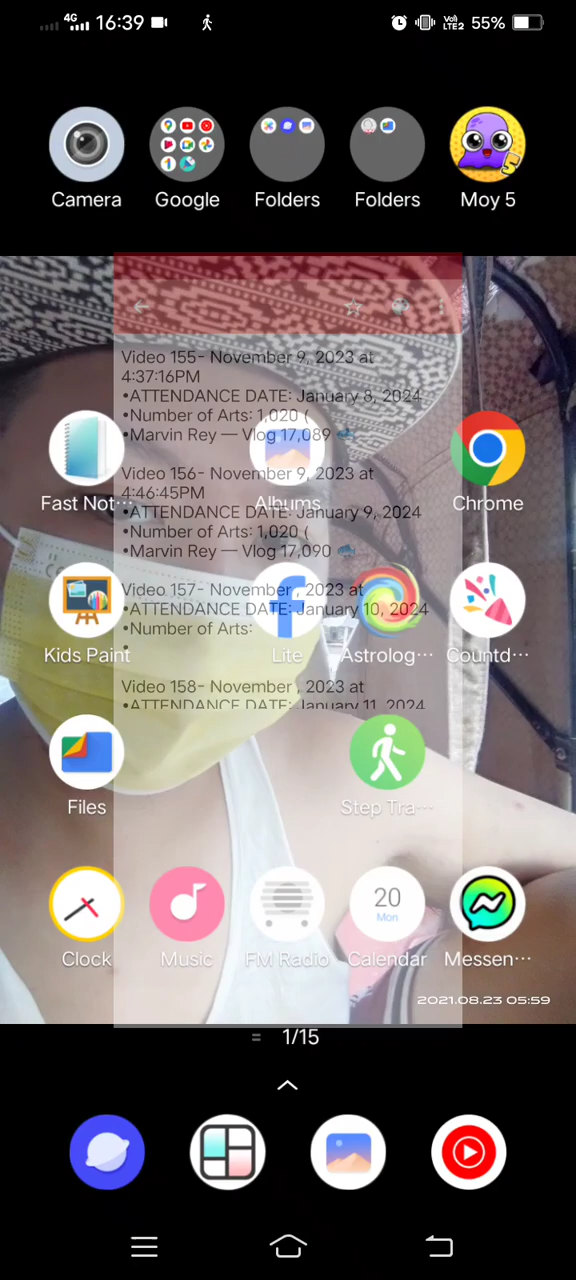 4G 16:39 Vo) LTE2 55%
Camera Google Folders Folders Moy 5
Video 155- November 9, 2023 at
4:37:16PM
•ATTENDANCE DATE: January 8, 2024
•Number of Arts: 1,020 (
•Marvin Rey — Vlog 17,089
Video 156- November 9, 2023 at
4:46:45PM
Fast Not··· Albums Chrome
•ATTENDANCE DATE: January 9, 2024
•Number of Arts: 1,020 (
•Marvin Rey — Vlog 17,090
Video 157- November , 2023 at
•ATTENDANCE DATE: January 10, 2024
•Number of Arts:
•
Kids Paint Lite Astrolog··· Countd···
Video 158- November , 2023 at
•ATTENDANCE DATE: January 11, 2024
Files Step Tra···
20
Mon
Clock Music FM Radio Calendar Messen···
2021.08.23 05:59
1/15